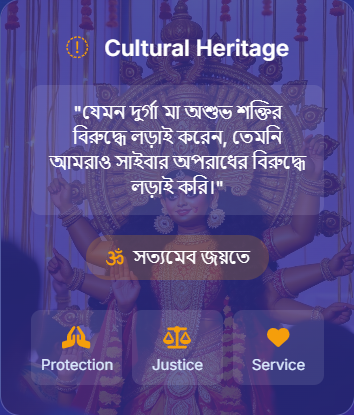 Cultural Heritage
"যেমন দুর্গা মা অশুভ শক্তির
বিরুদ্ধে লড়াই করেন, তেমনি
আমরাও সাইবার অপরাধের বিরুদ্ধে
লড়াই করি।"
ॐ সত্যমেব জয়তে
Protection Justice Service